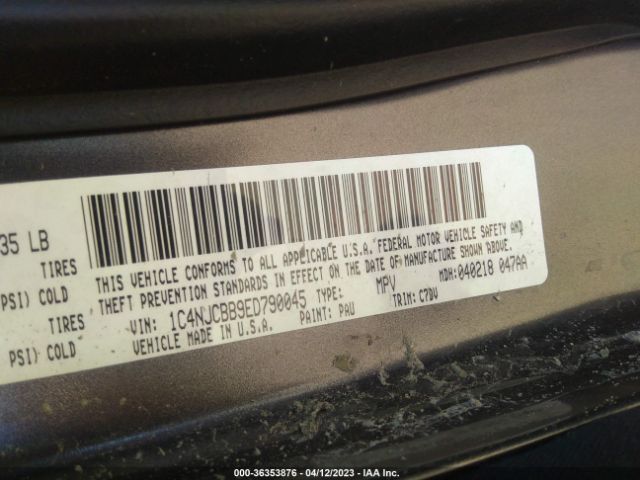 35 LB
TIRES
PSI) COLD
TIRES
PSI) COLD
THIS VEHICLE CONFORMS TO ALL APPLICABLE U.S.A. FEDERAL MOTOR VEHICLE SAFETY AND
THEFT PREVENTION STANDARDS IN EFFECT ON THE DATE OF MANUFACTURE SHOWN ABOVE.
VIN: 1C4NJCBB9ED790045 TYPE: MPV MDH: 040218 047AA
VEHICLE MADE IN U.S.A. PAINT: PAU TRIM: C7DV
000-36353876 - 04/12/2023 - IAA Inc.